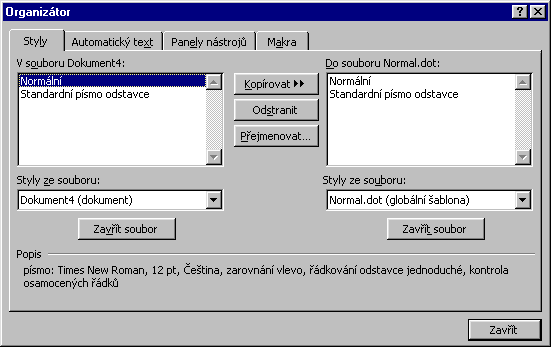 Organizátor
Styly
Automatický text
Panely nástrojů
Makra
V souboru Dokument4:
Normální
Standardní písmo odstavce
Kopírovat
Odstranit
Přejmenovat...
Do souboru Normal.dot:
Normální
Standardní písmo odstavce
Styly ze souboru:
Dokument4 (dokument)
Zavřít soubor
Styly ze souboru:
Normal.dot (globální šablona)
Zavřít soubor
Popis
písmo: Times New Roman, 12 pt, Čeština, zarovnání vlevo, řádkování odstavce jednoduché, kontrola
osamocených řádků
Zavřít